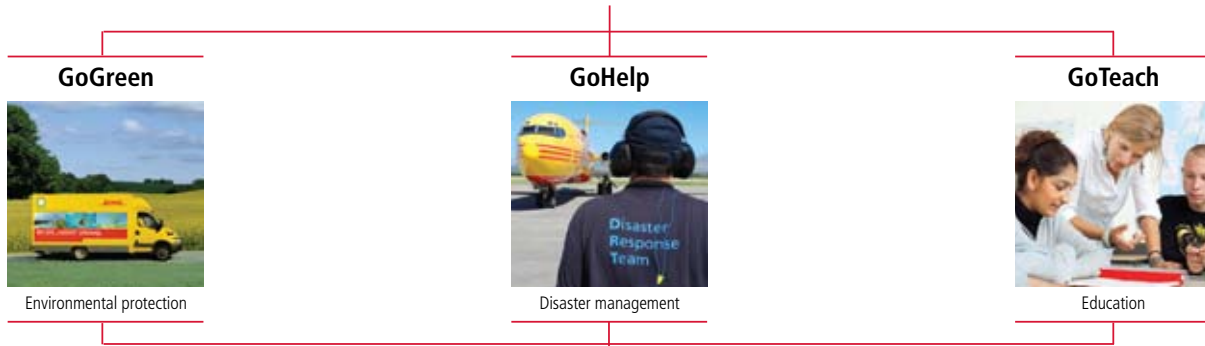 GoGreen
GoHelp
GoTeach
Disaster
Response
Team
Environmental protection
Disaster management
Education